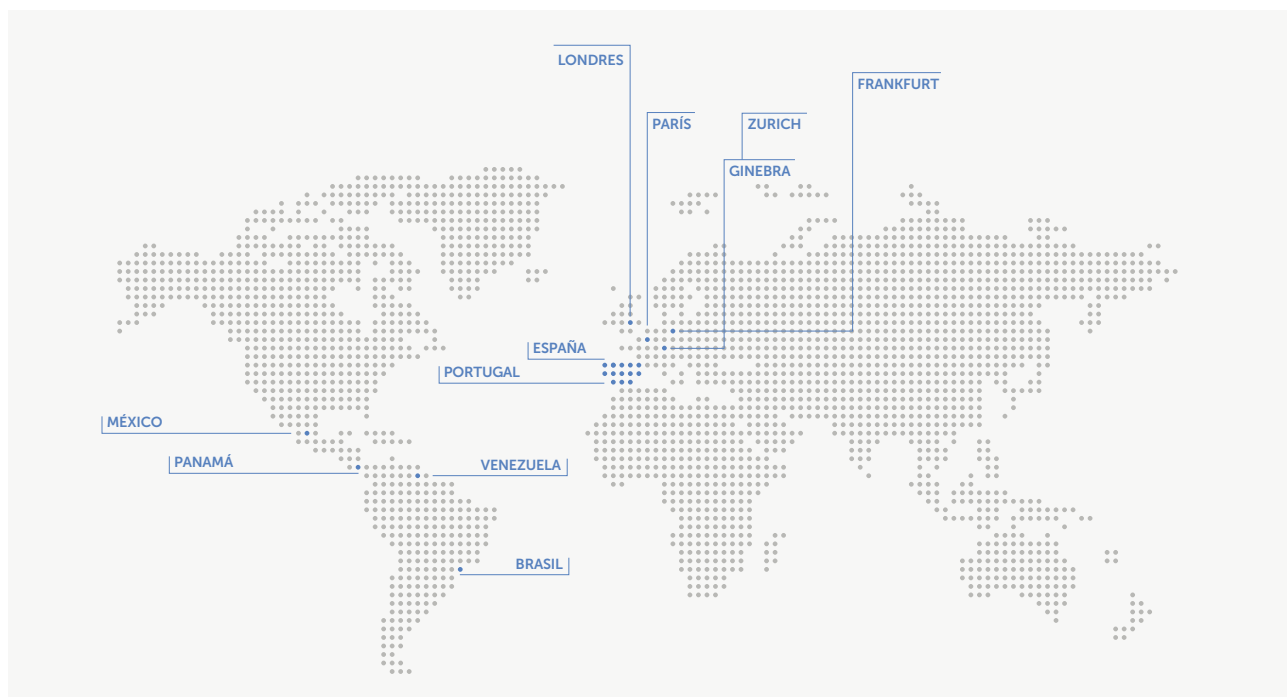 LONDRES
FRANKFURT
PARÍS
ZURICH
GINEBRA
ESPAÑA
PORTUGAL
MÉXICO
PANAMÁ
VENEZUELA
BRASIL